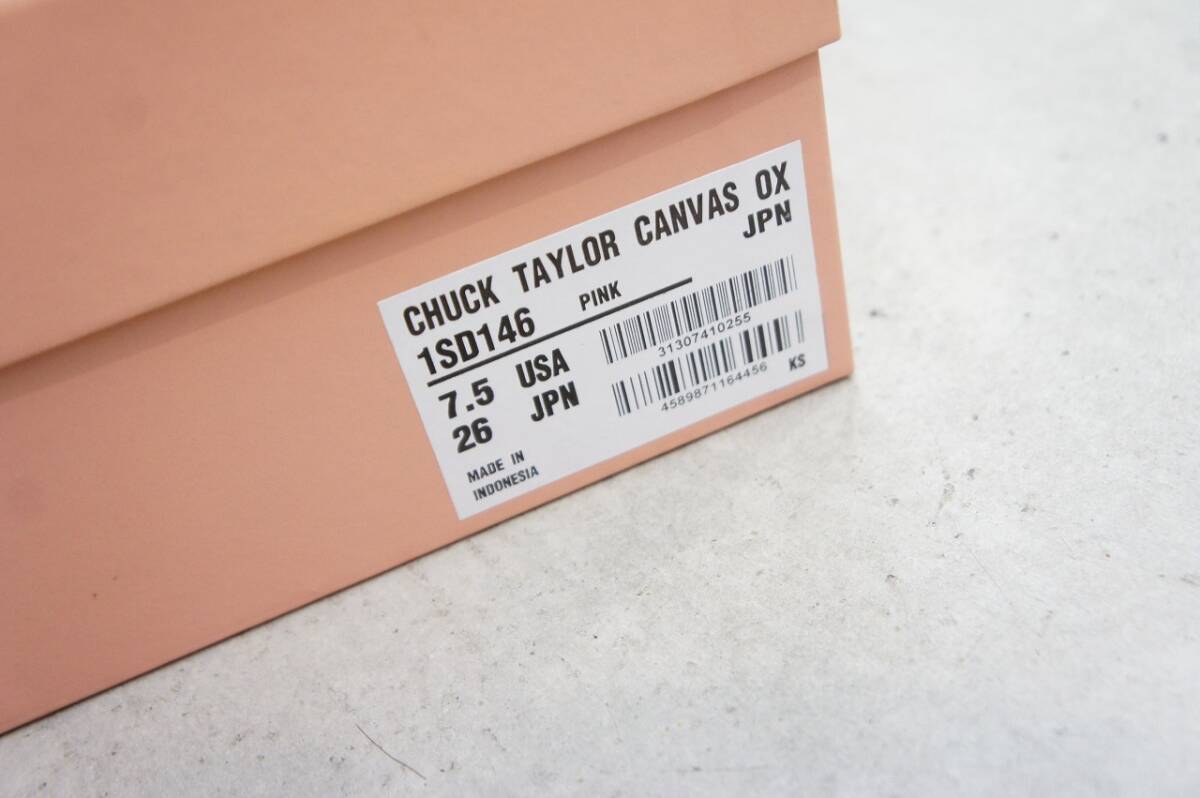 CHUCK TAYLOR CANVAS OX
JPN
1SD146 PINK
7.5 USA
26 JPN
31307410255
4589871164456
KS
MADE IN
INDONESIA